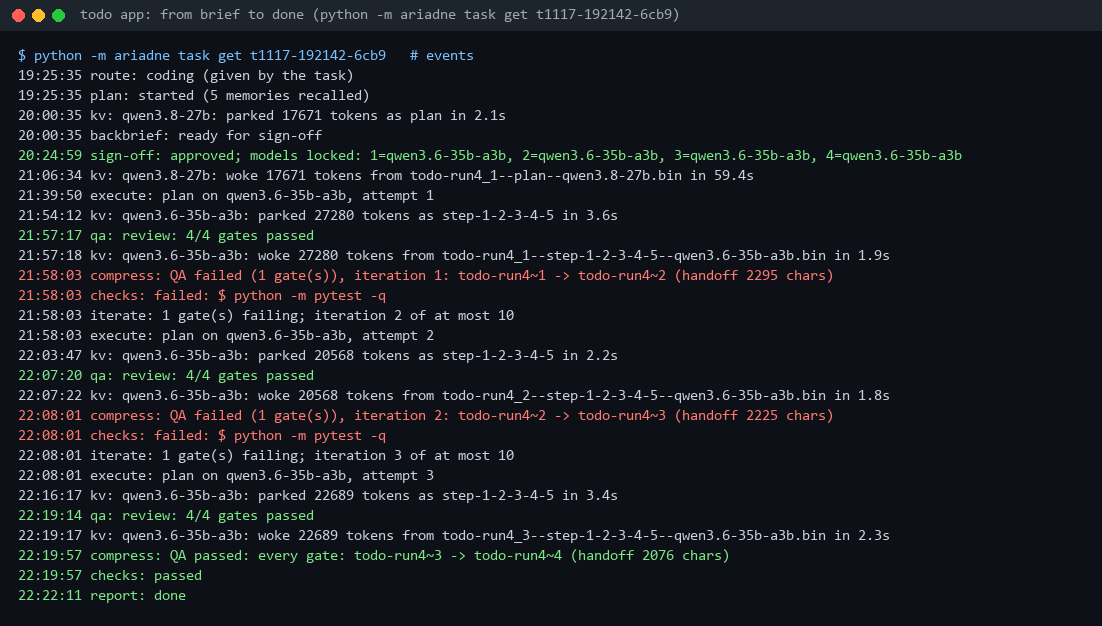 todo app: from brief to done (python -m ariadne task get t1117-192142-6cb9)
$ python -m ariadne task get t1117-192142-6cb9   # events
19:25:35 route: coding (given by the task)
19:25:35 plan: started (5 memories recalled)
20:00:35 kv: qwen3.8-27b: parked 17671 tokens as plan in 2.1s
20:00:35 backbrief: ready for sign-off
20:24:59 sign-off: approved; models locked: 1=qwen3.6-35b-a3b, 2=qwen3.6-35b-a3b, 3=qwen3.6-35b-a3b, 4=qwen3.6-35b-a3b
21:06:34 kv: qwen3.8-27b: woke 17671 tokens from todo-run4_1--plan--qwen3.8-27b.bin in 59.4s
21:39:50 execute: plan on qwen3.6-35b-a3b, attempt 1
21:54:12 kv: qwen3.6-35b-a3b: parked 27280 tokens as step-1-2-3-4-5 in 3.6s
21:57:17 qa: review: 4/4 gates passed
21:57:18 kv: qwen3.6-35b-a3b: woke 27280 tokens from todo-run4_1--step-1-2-3-4-5--qwen3.6-35b-a3b.bin in 1.9s
21:58:03 compress: QA failed (1 gate(s)), iteration 1: todo-run4~1 -> todo-run4~2 (handoff 2295 chars)
21:58:03 checks: failed: $ python -m pytest -q
21:58:03 iterate: 1 gate(s) failing; iteration 2 of at most 10
21:58:03 execute: plan on qwen3.6-35b-a3b, attempt 2
22:03:47 kv: qwen3.6-35b-a3b: parked 20568 tokens as step-1-2-3-4-5 in 2.2s
22:07:20 qa: review: 4/4 gates passed
22:07:22 kv: qwen3.6-35b-a3b: woke 20568 tokens from todo-run4_2--step-1-2-3-4-5--qwen3.6-35b-a3b.bin in 1.8s
22:08:01 compress: QA failed (1 gate(s)), iteration 2: todo-run4~2 -> todo-run4~3 (handoff 2225 chars)
22:08:01 checks: failed: $ python -m pytest -q
22:08:01 iterate: 1 gate(s) failing; iteration 3 of at most 10
22:08:01 execute: plan on qwen3.6-35b-a3b, attempt 3
22:16:17 kv: qwen3.6-35b-a3b: parked 22689 tokens as step-1-2-3-4-5 in 3.4s
22:19:14 qa: review: 4/4 gates passed
22:19:17 kv: qwen3.6-35b-a3b: woke 22689 tokens from todo-run4_3--step-1-2-3-4-5--qwen3.6-35b-a3b.bin in 2.3s
22:19:57 compress: QA passed: every gate: todo-run4~3 -> todo-run4~4 (handoff 2076 chars)
22:19:57 checks: passed
22:22:11 report: done